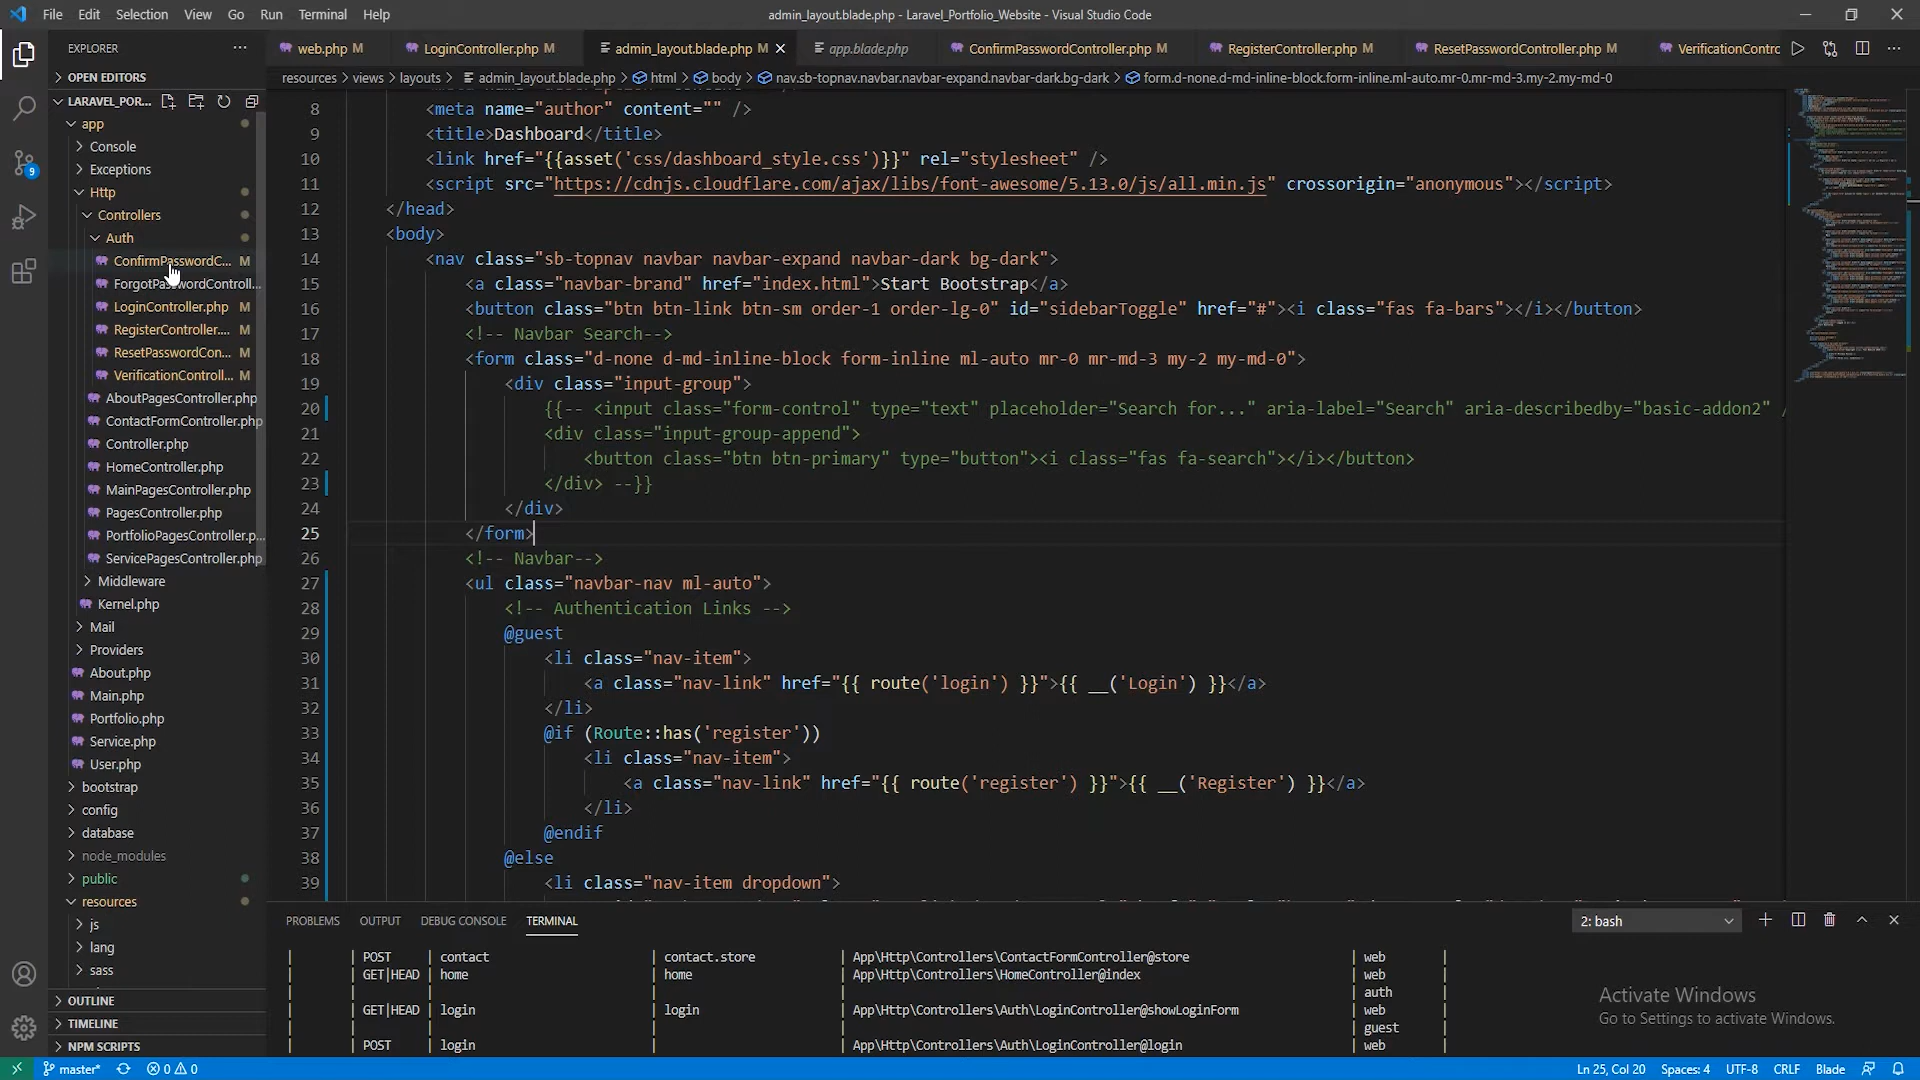 File Edit Selection View Go Run Terminal Help
admin_layout.blade.php - Laravel_Portfolio_Website - Visual Studio Code
EXPLORER
OPEN EDITORS
LARAVEL_POR...
app
Console
Exceptions
Http
Controllers
Auth
ConfirmPasswordC... M
ForgotPasswordControll...
LoginController.php M
RegisterController.... M
ResetPasswordCon... M
VerificationControll... M
AboutPagesController.php
ContactFormController.php
Controller.php
HomeController.php
MainPagesController.php
PagesController.php
PortfolioPagesController.p...
ServicePagesController.php
Middleware
Kernel.php
Mail
Providers
About.php
Main.php
Portfolio.php
Service.php
User.php
bootstrap
config
database
node_modules
public
resources
js
lang
sass
OUTLINE
TIMELINE
NPM SCRIPTS
9
web.php M LoginController.php M admin_layout.blade.php M app.blade.php ConfirmPasswordController.php M RegisterController.php M ResetPasswordController.php M VerificationContrc
resources > views > layouts > admin_layout.blade.php > html > body > nav.sb-topnav.navbar.navbar-expand.navbar-dark.bg-dark > form.d-none.d-md-inline-block.form-inline.ml-auto.mr-0.mr-md-3.my-2.my-md-0
8 <meta name="author" content="" />
9 <title>Dashboard</title>
10 <link href="{{asset('css/dashboard_style.css')}}" rel="stylesheet" />
11 <script src="https://cdnjs.cloudflare.com/ajax/libs/font-awesome/5.13.0/js/all.min.js" crossorigin="anonymous"></script>
12 </head>
13 <body>
14 <nav class="sb-topnav navbar navbar-expand navbar-dark bg-dark">
15 <a class="navbar-brand" href="index.html">Start Bootstrap</a>
16 <button class="btn btn-link btn-sm order-1 order-lg-0" id="sidebarToggle" href="#"><i class="fas fa-bars"></i></button>
17 <!-- Navbar Search-->
18 <form class="d-none d-md-inline-block form-inline ml-auto mr-0 mr-md-3 my-2 my-md-0">
19 <div class="input-group">
20 {{-- <input class="form-control" type="text" placeholder="Search for..." aria-label="Search" aria-describedby="basic-addon2" /
21 <div class="input-group-append">
22 <button class="btn btn-primary" type="button"><i class="fas fa-search"></i></button>
23 </div> --}}
24 </div>
25 </form>
26 <!-- Navbar-->
27 <ul class="navbar-nav ml-auto">
28 <!-- Authentication Links -->
29 @guest
30 <li class="nav-item">
31 <a class="nav-link" href="{{ route('login') }}">{{ __('Login') }}</a>
32 </li>
33 @if (Route::has('register'))
34 <li class="nav-item">
35 <a class="nav-link" href="{{ route('register') }}">{{ __('Register') }}</a>
36 </li>
37 @endif
38 @else
39 <li class="nav-item dropdown">
PROBLEMS OUTPUT DEBUG CONSOLE TERMINAL
2: bash
| | POST | contact | contact.store | App\Http\Controllers\ContactFormController@store | web |
| | GET|HEAD | home | home | App\Http\Controllers\HomeController@index | web |
| | | | | | auth |
| | GET|HEAD | login | login | App\Http\Controllers\Auth\LoginController@showLoginForm | web |
| | | | | | guest |
| | POST | login | | App\Http\Controllers\Auth\LoginController@login | web |
Activate Windows
Go to Settings to activate Windows.
master* 0 0 Ln 25, Col 20 Spaces: 4 UTF-8 CRLF Blade